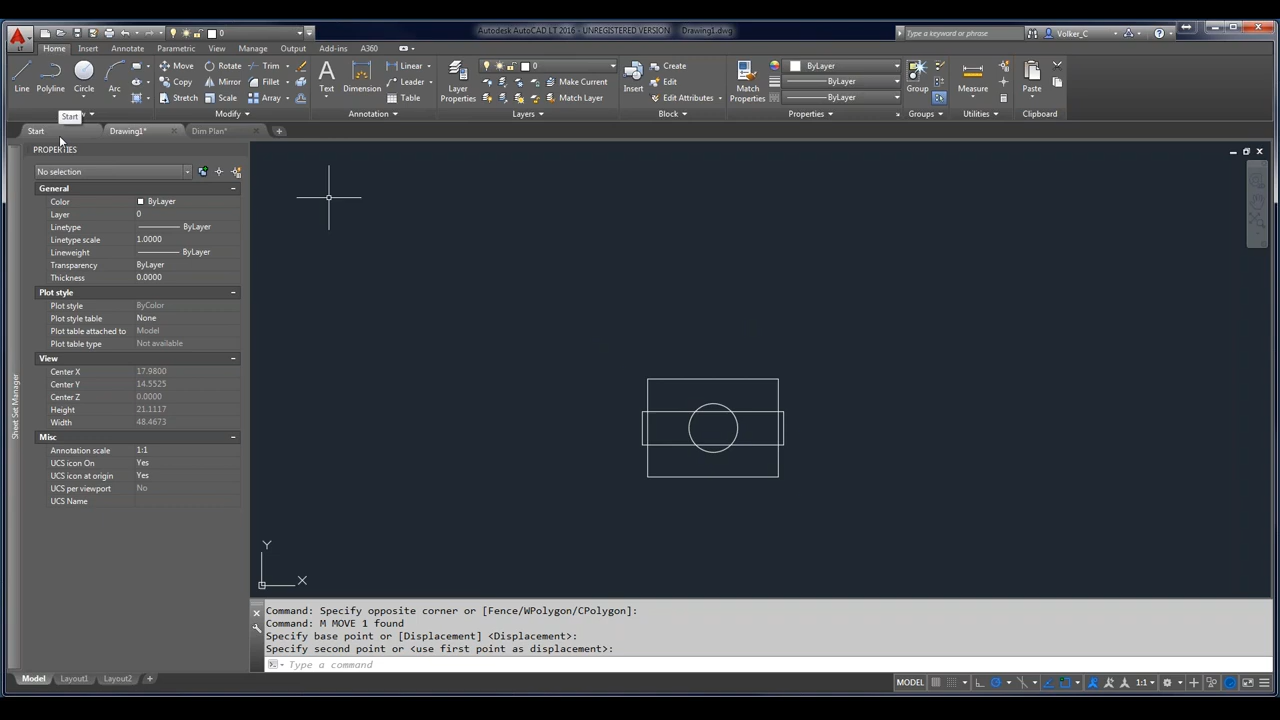 Autodesk AutoCAD LT 2016 - UNREGISTERED VERSION Drawing1.dwg
0
Type a keyword or phrase
Volker_C
LT
Home Insert Annotate Parametric View Manage Output Add-ins A360
Line Polyline Circle Arc
Move Rotate Trim
Copy Mirror Fillet
Stretch Scale Array
Modify
Text Dimension
Linear
Leader
Table
Annotation
Layer Properties
0
Make Current
Match Layer
Layers
Insert
Create
Edit
Edit Attributes
Block
Match Properties
ByLayer
ByLayer
ByLayer
Properties
Group
Groups
Measure
Utilities
Paste
Clipboard
Start
Start Drawing1* Dim Plan*
PROPERTIES
No selection
General
Color ByLayer
Layer 0
Linetype ByLayer
Linetype scale 1.0000
Lineweight ByLayer
Transparency ByLayer
Thickness 0.0000
Plot style
Plot style ByColor
Plot style table None
Plot table attached to Model
Plot table type Not available
View
Center X 17.9800
Center Y 14.5525
Center Z 0.0000
Height 21.1117
Width 48.4673
Misc
Annotation scale 1:1
UCS icon On Yes
UCS icon at origin Yes
UCS per viewport No
UCS Name
Sheet Set Manager
Y
X
Command: Specify opposite corner or [Fence/WPolygon/CPolygon]:
Command: M MOVE 1 found
Specify base point or [Displacement] <Displacement>:
Specify second point or <use first point as displacement>:
Type a command
Model Layout1 Layout2
MODEL 1:1